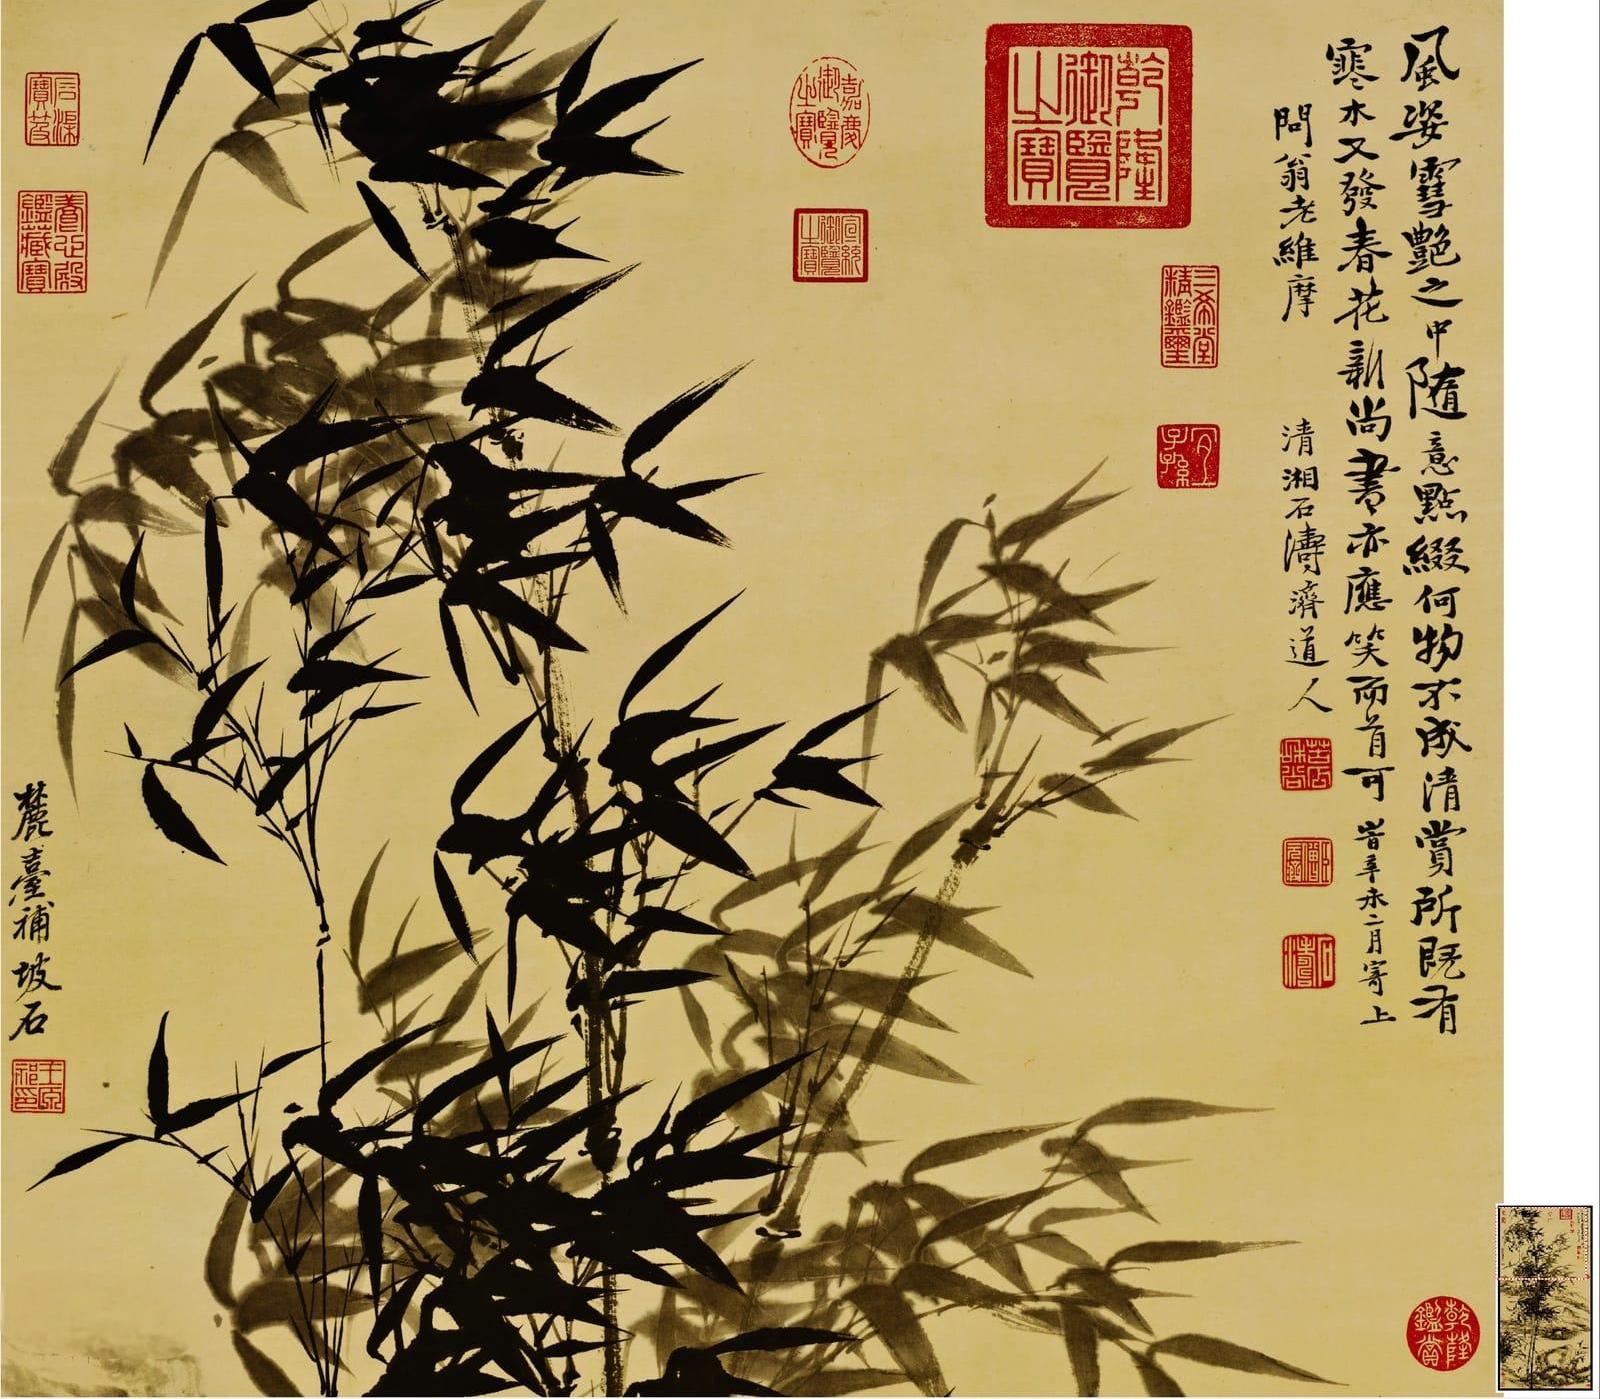 風姿雪艷之中隨意點綴何物不成清賞所既有
寒木又發春花新尚書亦應笑而首可 旹辛未二月寄上
問翁老維摩 清湘石濤濟道人
乾隆御覽之寶
嘉慶御覽之寶
宣統御覽之寶
三希堂精鑑璽
宜子孫
石渠寶笈
養心殿鑑藏寶
麓臺補坡石
王原祁印
乾隆鑑賞